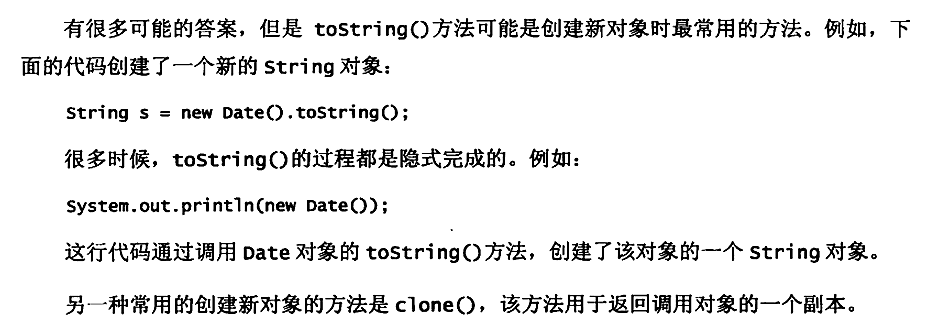 有很多可能的答案，但是 toString()方法可能是创建新对象时最常用的方法。例如，下
面的代码创建了一个新的 String 对象：
String s = new Date().toString();
很多时候，toString()的过程都是隐式完成的。例如：
System.out.println(new Date());
这行代码通过调用 Date 对象的 toString()方法，创建了该对象的一个 String 对象。
另一种常用的创建新对象的方法是 clone()，该方法用于返回调用对象的一个副本。